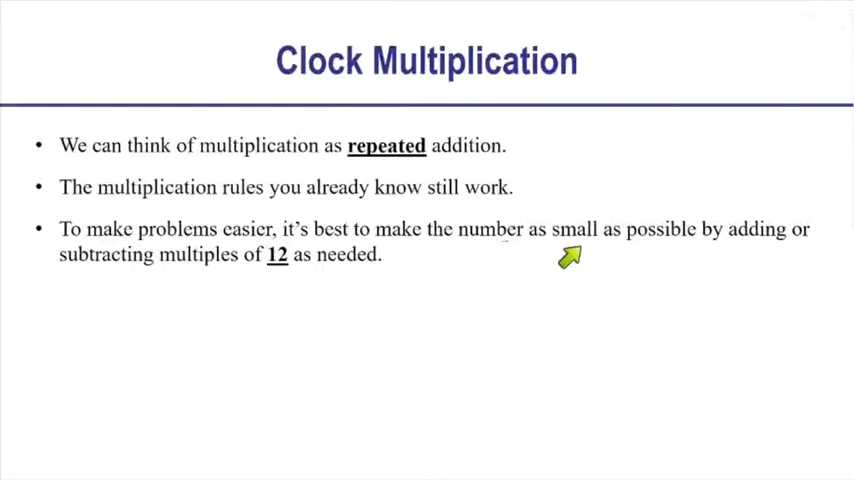 Clock Multiplication
• We can think of multiplication as repeated addition.
• The multiplication rules you already know still work.
• To make problems easier, it's best to make the number as small as possible by adding or
subtracting multiples of 12 as needed.